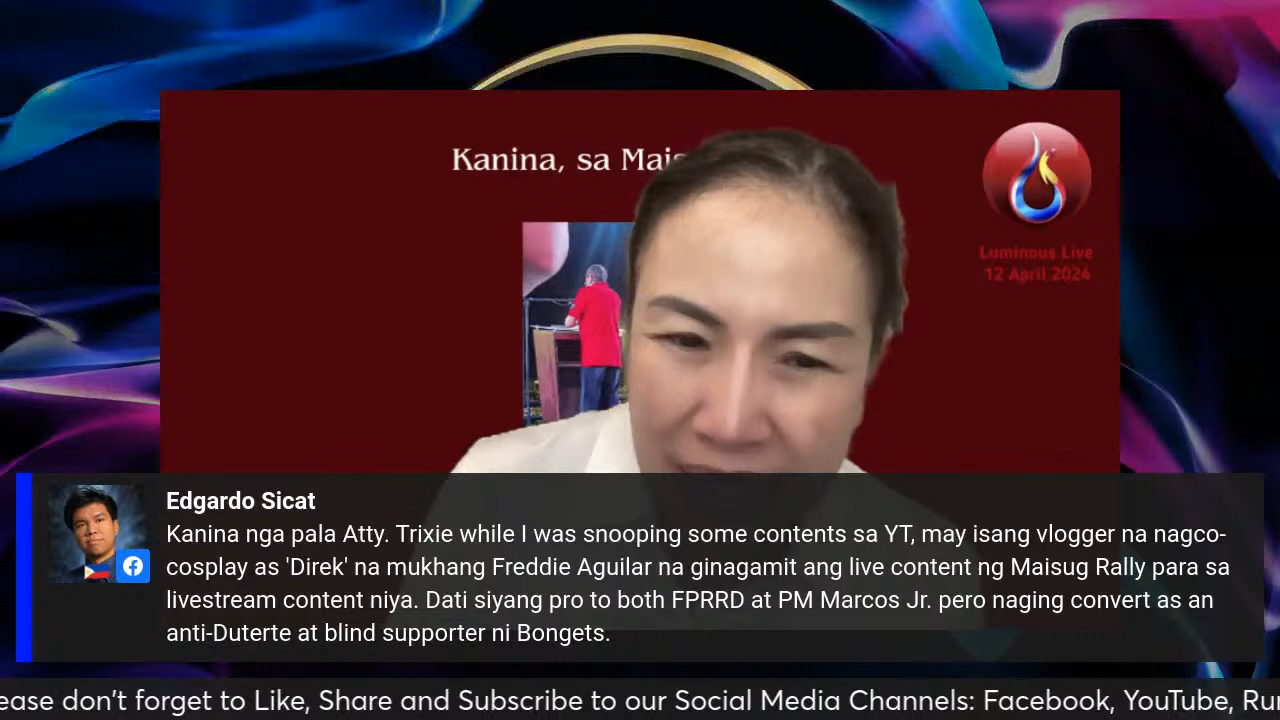 Kanina, sa Mais
Luminous Live
12 April 2024
Edgardo Sicat
Kanina nga pala Atty. Trixie while I was snooping some contents sa YT, may isang vlogger na nagco-
cosplay as 'Direk' na mukhang Freddie Aguilar na ginagamit ang live content ng Maisug Rally para sa
livestream content niya. Dati siyang pro to both FPRRD at PM Marcos Jr. pero naging convert as an
anti-Duterte at blind supporter ni Bongets.
ease don't forget to Like, Share and Subscribe to our Social Media Channels: Facebook, YouTube, Ru